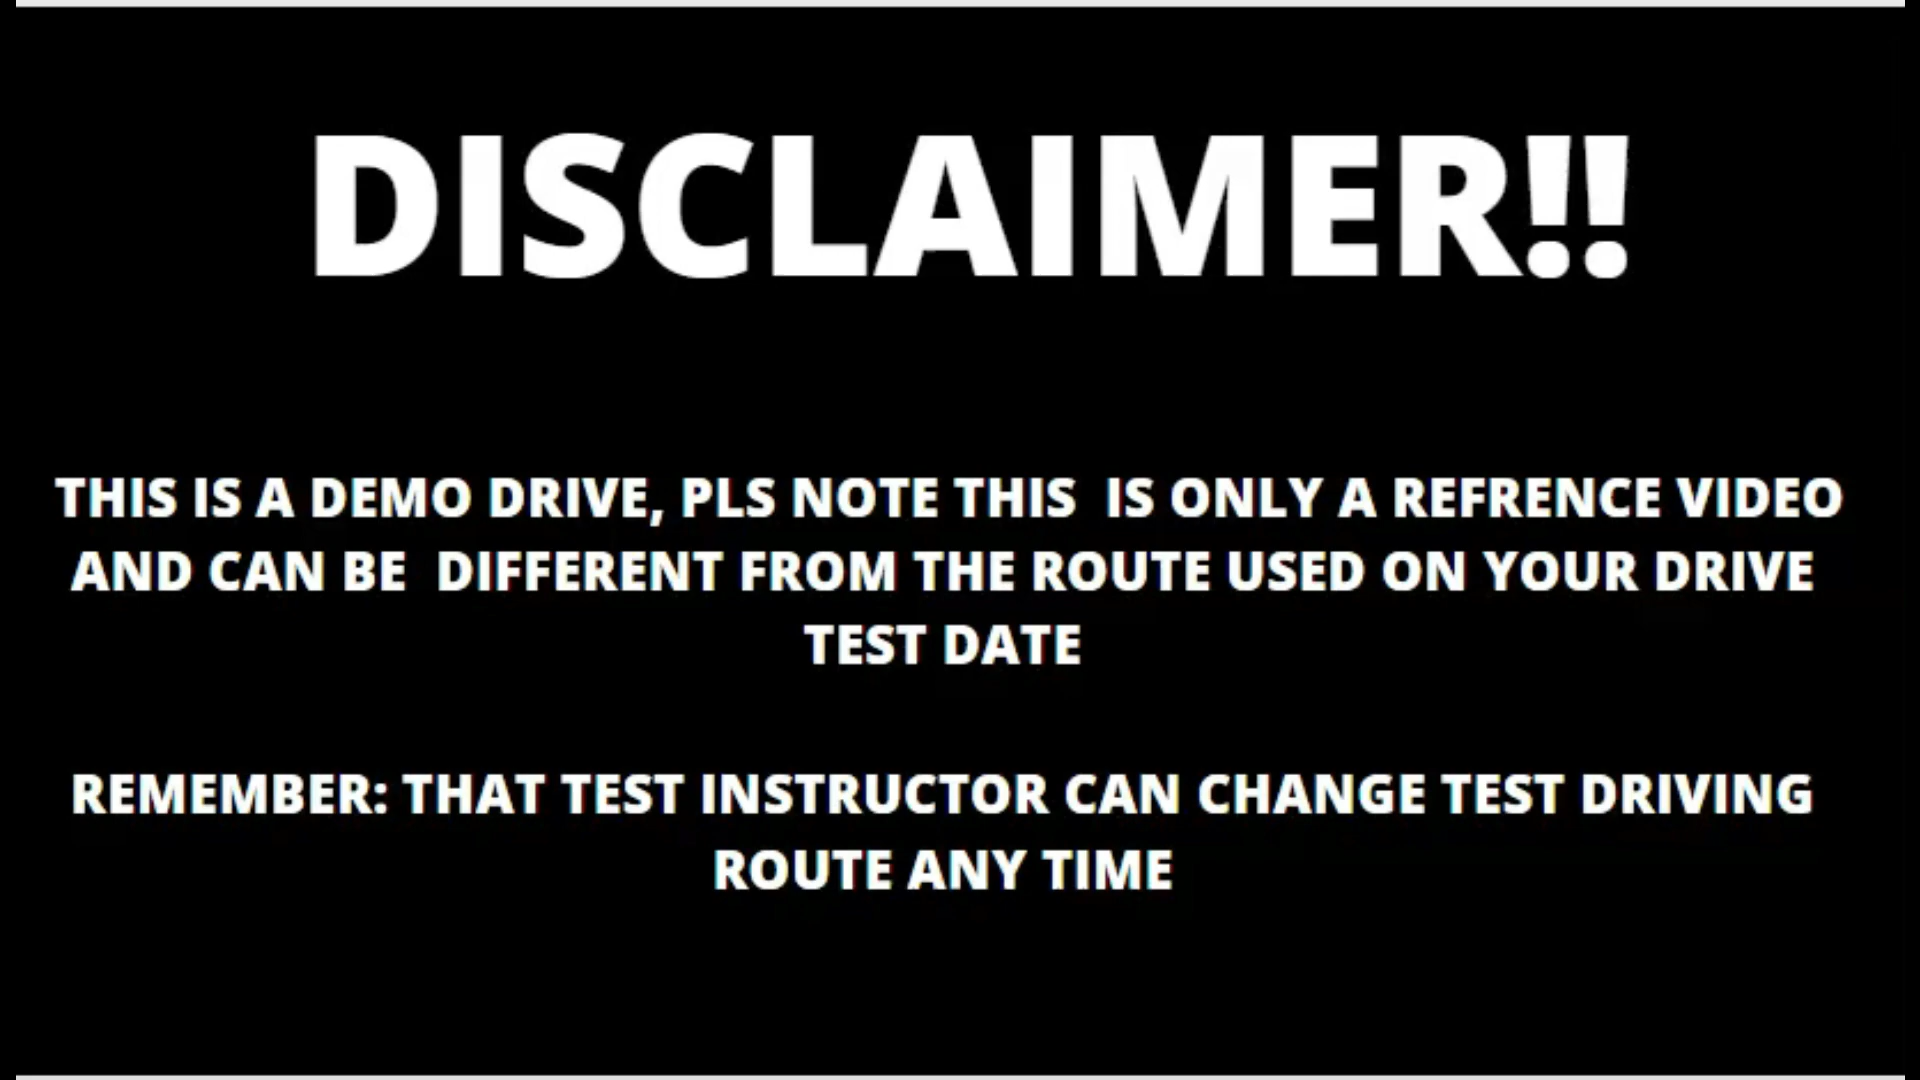 DISCLAIMER!!
THIS IS A DEMO DRIVE, PLS NOTE THIS IS ONLY A REFRENCE VIDEO
AND CAN BE DIFFERENT FROM THE ROUTE USED ON YOUR DRIVE
TEST DATE
REMEMBER: THAT TEST INSTRUCTOR CAN CHANGE TEST DRIVING
ROUTE ANY TIME